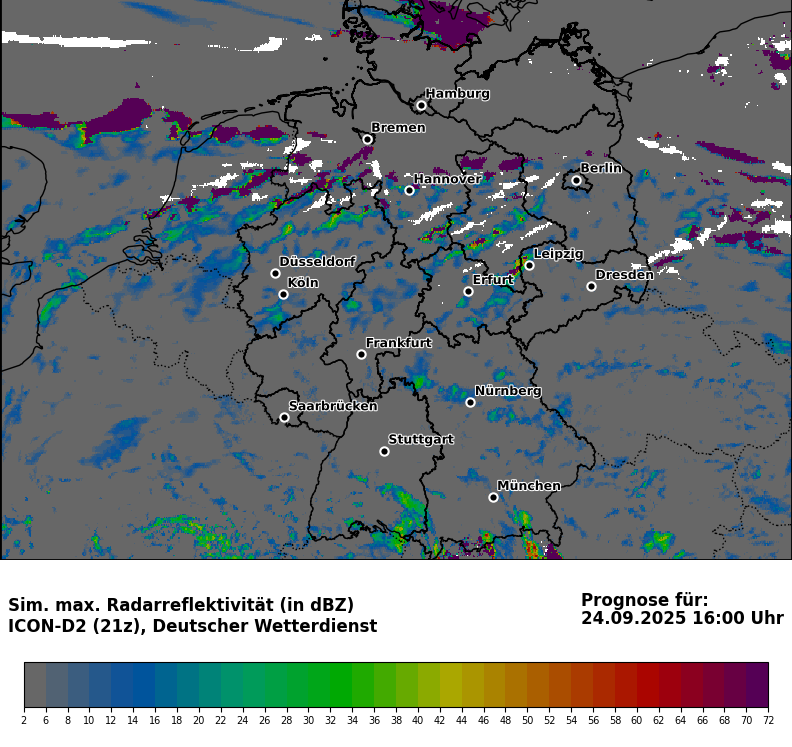 Hamburg
Bremen
Berlin
Hannover
Leipzig
Düsseldorf
Dresden
Köln
Erfurt
Frankfurt
Nürnberg
Saarbrücken
Stuttgart
München
Sim. max. Radarreflektivität (in dBZ)
ICON-D2 (21z), Deutscher Wetterdienst
Prognose für:
24.09.2025 16:00 Uhr
2 6 8 10 12 14 16 18 20 22 24 26 28 30 32 34 36 38 40 42 44 46 48 50 52 54 56 58 60 62 64 66 70 72